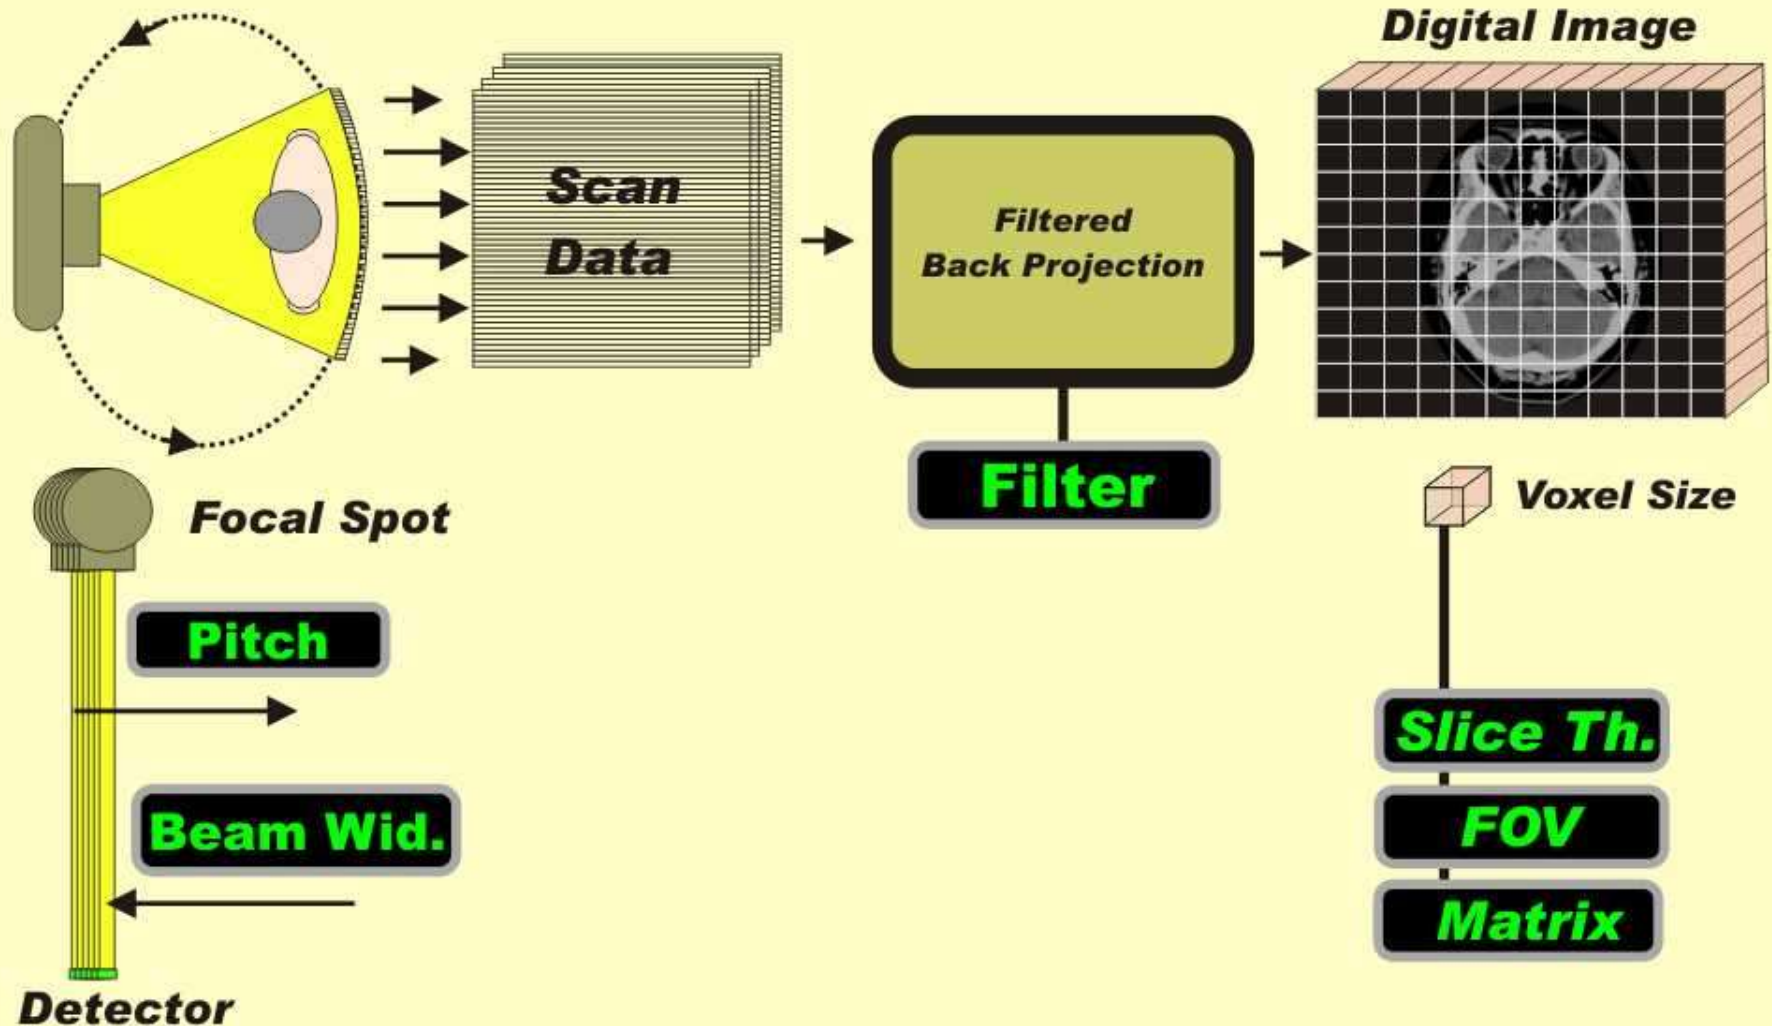 Digital Image
Scan
Data
Filtered
Back Projection
Filter
Focal Spot
Voxel Size
Pitch
Slice Th.
Beam Wid.
FOV
Matrix
Detector